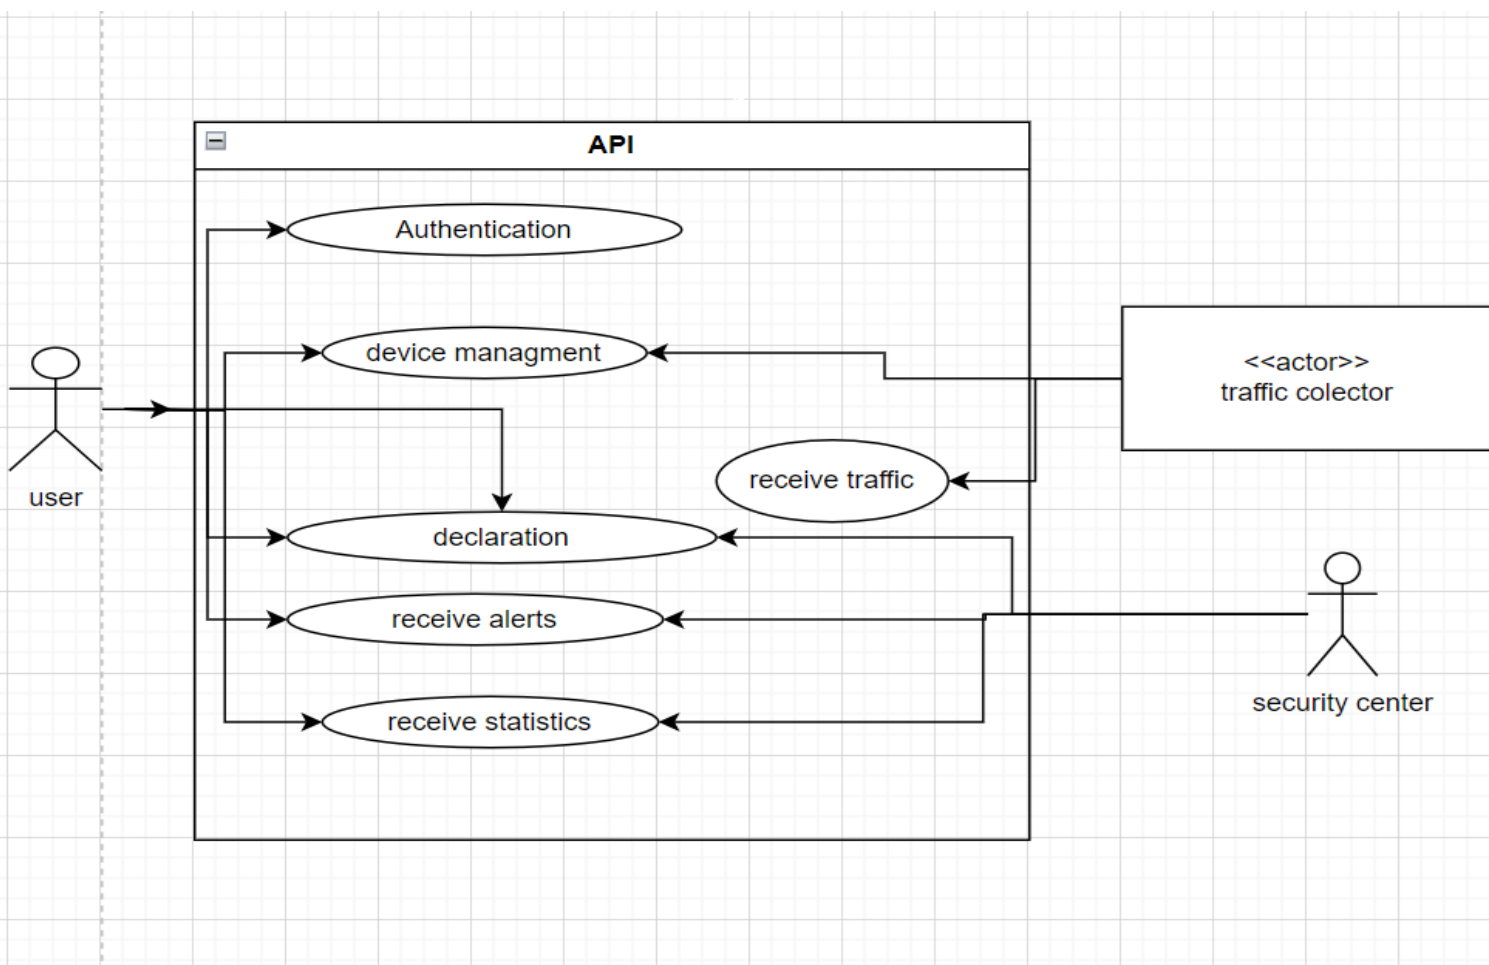 API
Authentication
device managment
<<actor>>
traffic colector
receive traffic
user
declaration
receive alerts
security center
receive statistics